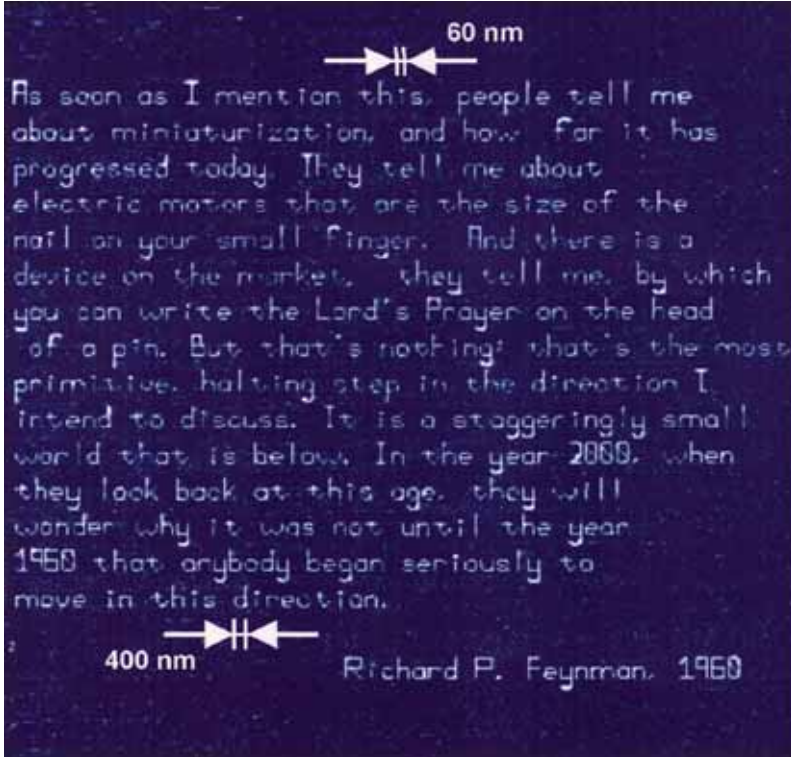 60 nm
As soon as I mention this, people tell me
about miniaturization, and how far it has
progressed today. They tell me about
electric motors that are the size of the
nail on your small finger. And there is a
device on the market, they tell me, by which
you can write the Lord's Prayer on the head
of a pin. But that's nothing; that's the most
primitive, halting step in the direction I
intend to discuss. It is a staggeringly small
world that is below. In the year 2000, when
they look back at this age, they will
wonder why it was not until the year
1960 that anybody began seriously to
move in this direction.
400 nm
Richard P. Feynman, 1960